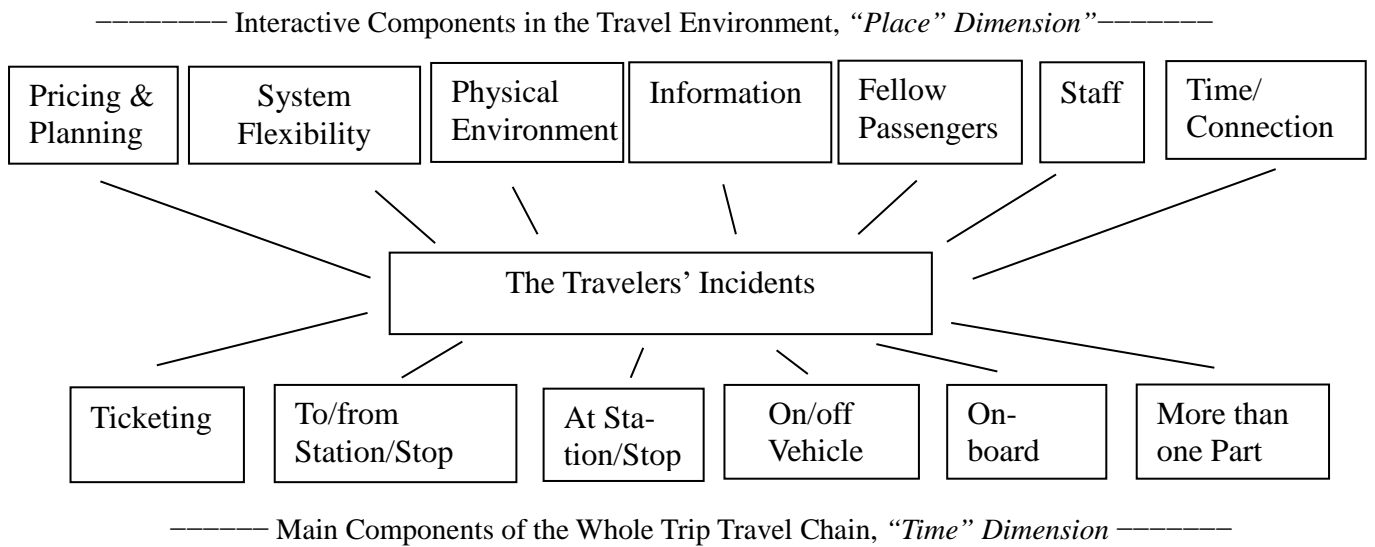 ———————— Interactive Components in the Travel Environment, “Place” Dimension”———————
Pricing &
Planning
System
Flexibility
Physical
Environment
Information
Fellow
Passengers
Staff
Time/
Connection
The Travelers’ Incidents
Ticketing
To/from
Station/Stop
At Sta-
tion/Stop
On/off
Vehicle
On-
board
More than
one Part
—————— Main Components of the Whole Trip Travel Chain, “Time” Dimension ———————